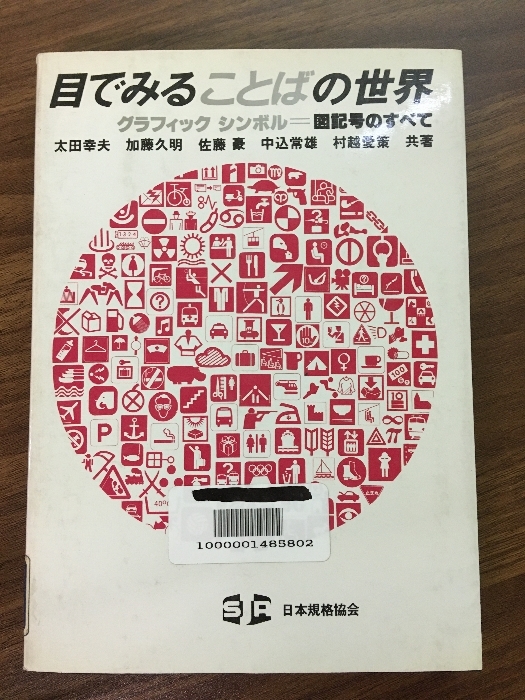 目でみることばの世界
グラフィック シンボル=図記号のすべて
太田幸夫 加藤久明 佐藤 豪 中込常雄 村越愛策 共著
P
1000001485802
日本規格協会